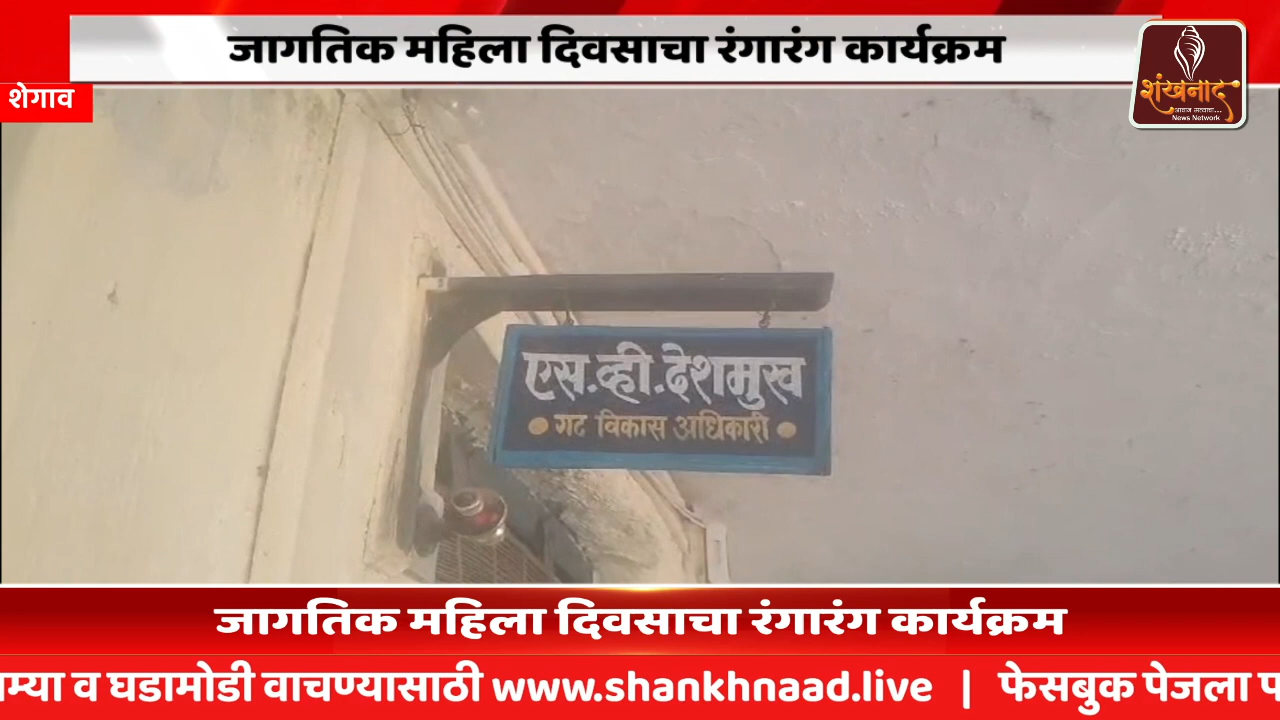 जागतिक महिला दिवसाचा रंगारंग कार्यक्रम
शेगाव
शंखनाद
News Network
एस.व्ही.देशमुख
गट विकास अधिकारी
जागतिक महिला दिवसाचा रंगारंग कार्यक्रम
व घडामोडी वाचण्यासाठी www.shankhnaad.live | फेसबुक पेजला